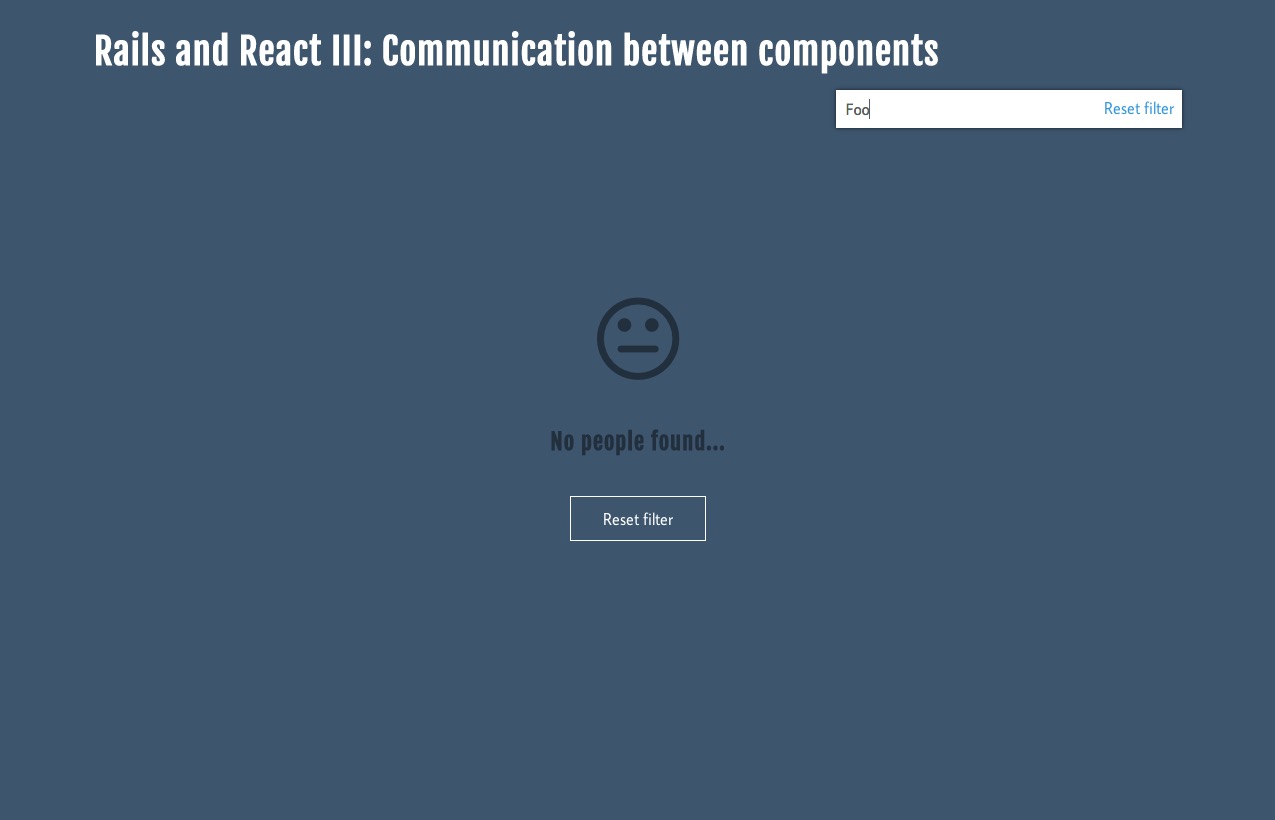 Rails and React III: Communication between components
Foo
Reset filter
No people found...
Reset filter